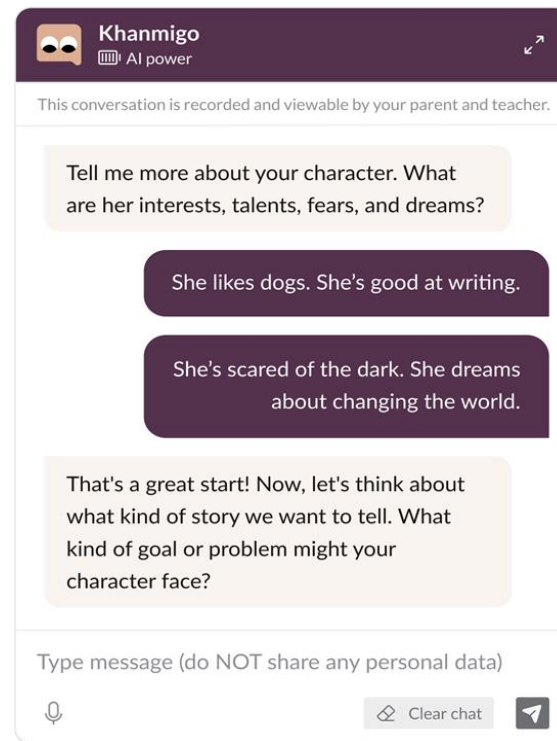 Khanmigo
AI power
This conversation is recorded and viewable by your parent and teacher.
Tell me more about your character. What
are her interests, talents, fears, and dreams?
She likes dogs. She’s good at writing.
She’s scared of the dark. She dreams
about changing the world.
That's a great start! Now, let's think about
what kind of story we want to tell. What
kind of goal or problem might your
character face?
Type message (do NOT share any personal data)
Clear chat